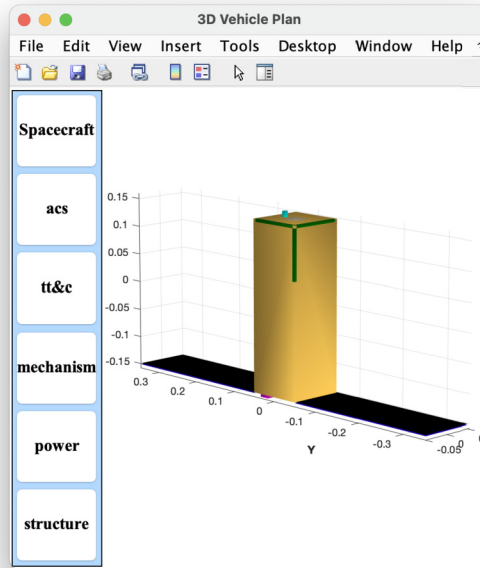 3D Vehicle Plan
File Edit View Insert Tools Desktop Window Help
Spacecraft
acs
tt&c
mechanism
power
structure
0.15
0.1
0.05
0
-0.05
-0.1
-0.15
0.3
0.2
0.1
0
-0.1
-0.2
-0.3
Y
-0.05
0